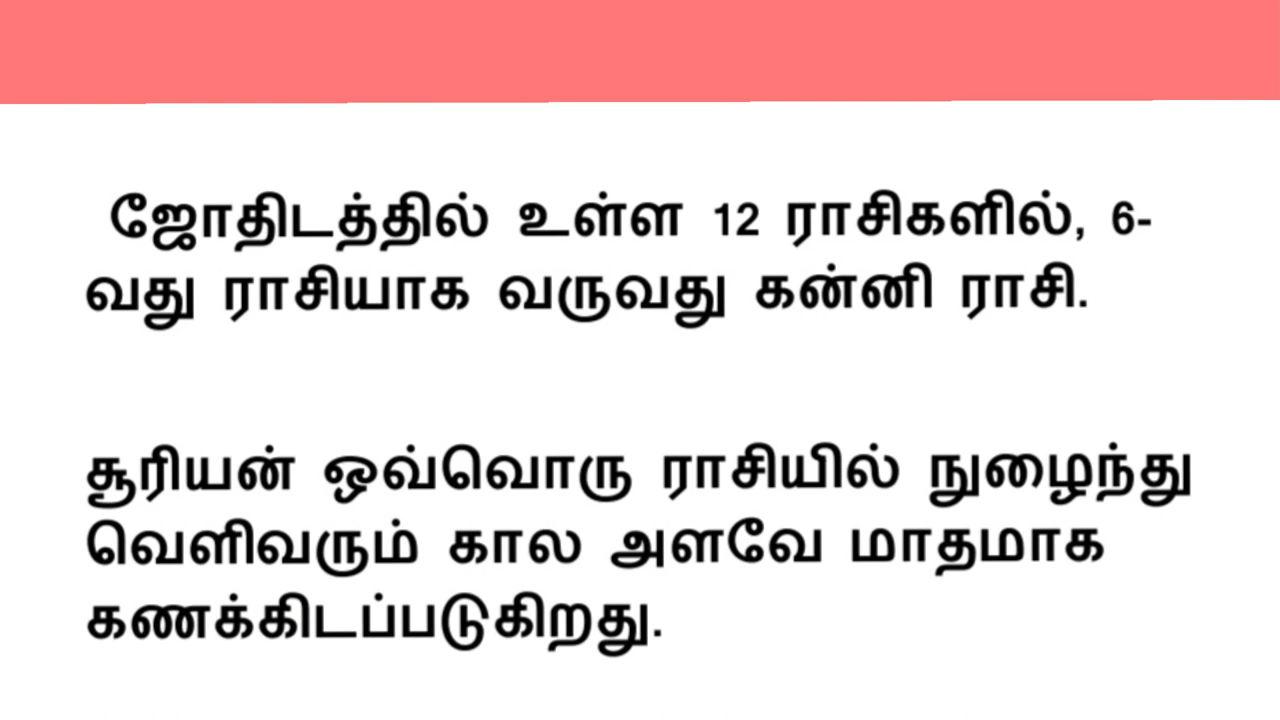 ஜோதிடத்தில் உள்ள 12 ராசிகளில், 6-
வது ராசியாக வருவது கன்னி ராசி.
சூரியன் ஒவ்வொரு ராசியில் நுழைந்து
வெளிவரும் கால அளவே மாதமாக
கணக்கிடப்படுகிறது.